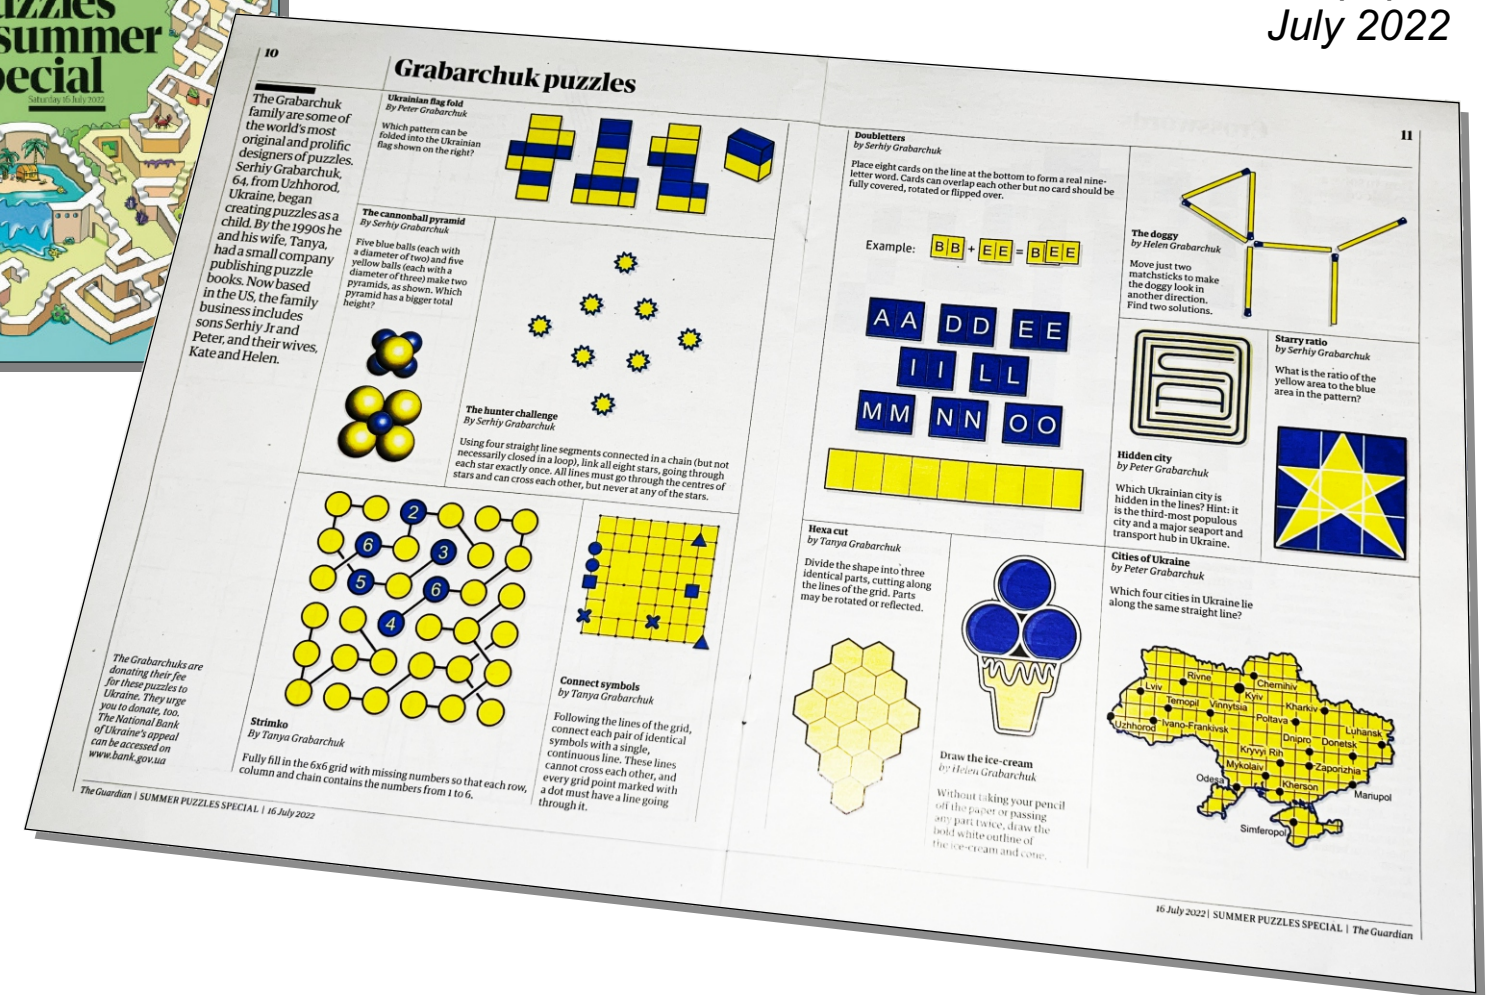 summer
pecial
Saturday 16 July 2022
July 2022
10
Grabarchuk puzzles
The Grabarchuk
family are some of
the world's most
original and prolific
designers of puzzles.
Serhiy Grabarchuk,
64, from Uzhhorod,
Ukraine, began
creating puzzles as a
child. By the 1990s he
and his wife, Tanya,
had a small company
publishing puzzle
books. Now based
in the US, the family
business includes
sons Serhiy Jr and
Peter, and their wives,
Kate and Helen.
The Grabarchuks are
donating their fee
for these puzzles to
Ukraine. They urge
you to donate, too.
The National Bank
of Ukraine's appeal
can be accessed on
www.bank.gov.ua
Ukrainian flag fold
By Peter Grabarchuk
Which pattern can be
folded into the Ukrainian
flag shown on the right?
The cannonball pyramid
By Serhiy Grabarchuk
Five blue balls (each with
a diameter of two) and five
yellow balls (each with a
diameter of three) make two
pyramids, as shown. Which
pyramid has a bigger total
height?
The hunter challenge
By Serhiy Grabarchuk
Using four straight line segments connected in a chain (but not
necessarily closed in a loop), link all eight stars, going through
each star exactly once. All lines must go through the centres of
stars and can cross each other, but never at any of the stars.
2
6
3
5
6
4
Strimko
By Tanya Grabarchuk
Fully fill in the 6x6 grid with missing numbers so that each row,
column and chain contains the numbers from 1 to 6.
Connect symbols
by Tanya Grabarchuk
Following the lines of the grid,
connect each pair of identical
symbols with a single,
continuous line. These lines
cannot cross each other, and
every grid point marked with
a dot must have a line going
through it.
The Guardian | SUMMER PUZZLES SPECIAL | 16 July 2022
11
Doubletters
by Serhiy Grabarchuk
Place eight cards on the line at the bottom to form a real nine-
letter word. Cards can overlap each other but no card should be
fully covered, rotated or flipped over.
Example: BB + EE = BEE
AA DD EE
II LL
MM NN OO
The doggy
by Helen Grabarchuk
Move just two
matchsticks to make
the doggy look in
another direction.
Find two solutions.
Hidden city
by Peter Grabarchuk
Which Ukrainian city is
hidden in the lines? Hint: it
is the third-most populous
city and a major seaport and
transport hub in Ukraine.
Starry ratio
by Serhiy Grabarchuk
What is the ratio of the
yellow area to the blue
area in the pattern?
Hexa cut
by Tanya Grabarchuk
Divide the shape into three
identical parts, cutting along
the lines of the grid. Parts
may be rotated or reflected.
Draw the ice-cream
by Helen Grabarchuk
Without taking your pencil
off the paper or passing
any part twice, draw the
bold white outline of
the ice-cream and cone.
Cities of Ukraine
by Peter Grabarchuk
Which four cities in Ukraine lie
along the same straight line?
Rivne
Chernihiv
Lviv
Kyiv
Ternopil
Vinnytsia
Kharkiv
Poltava
Uzhhorod
Ivano-Frankivsk
Luhansk
Dnipro
Donetsk
Kryvyi Rih
Mykolaiv
Zaporizhia
Odesa
Kherson
Mariupol
Simferopol
16 July 2022 | SUMMER PUZZLES SPECIAL | The Guardian